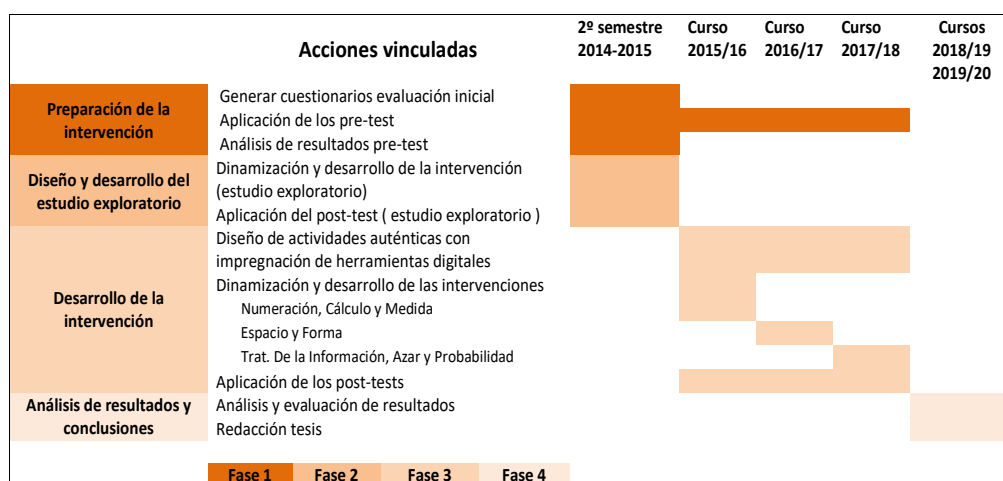 Acciones vinculadas
2º semestre
2014-2015
Curso
2015/16
Curso
2016/17
Curso
2017/18
Cursos
2018/19
2019/20
Preparación de la
intervención
Generar cuestionarios evaluación inicial
Aplicación de los pre-test
Análisis de resultados pre-test
Diseño y desarrollo del
estudio exploratorio
Dinamización y desarrollo de la intervención
(estudio exploratorio)
Aplicación del post-test ( estudio exploratorio )
Desarrollo de la
intervención
Diseño de actividades auténticas con
impregnación de herramientas digitales
Dinamización y desarrollo de las intervenciones
Numeración, Cálculo y Medida
Espacio y Forma
Trat. De la Información, Azar y Probabilidad
Aplicación de los post-tests
Análisis de resultados y
conclusiones
Análisis y evaluación de resultados
Redacción tesis
Fase 1 Fase 2 Fase 3 Fase 4